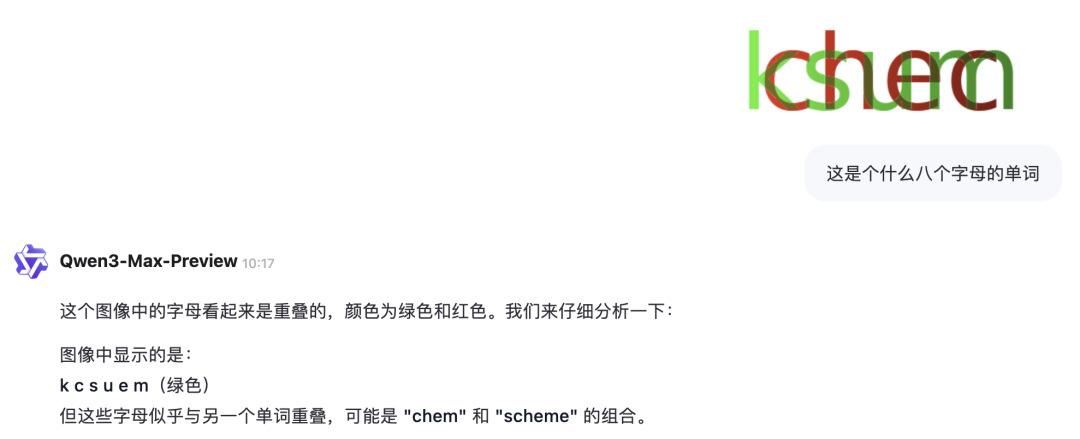 kcshuemcn
这是个什么八个字母的单词
Qwen3-Max-Preview 10:17
这个图像中的字母看起来是重叠的，颜色为绿色和红色。我们来仔细分析一下：
图像中显示的是：
k c s u e m（绿色）
但这些字母似乎与另一个单词重叠，可能是 "chem" 和 "scheme" 的组合。